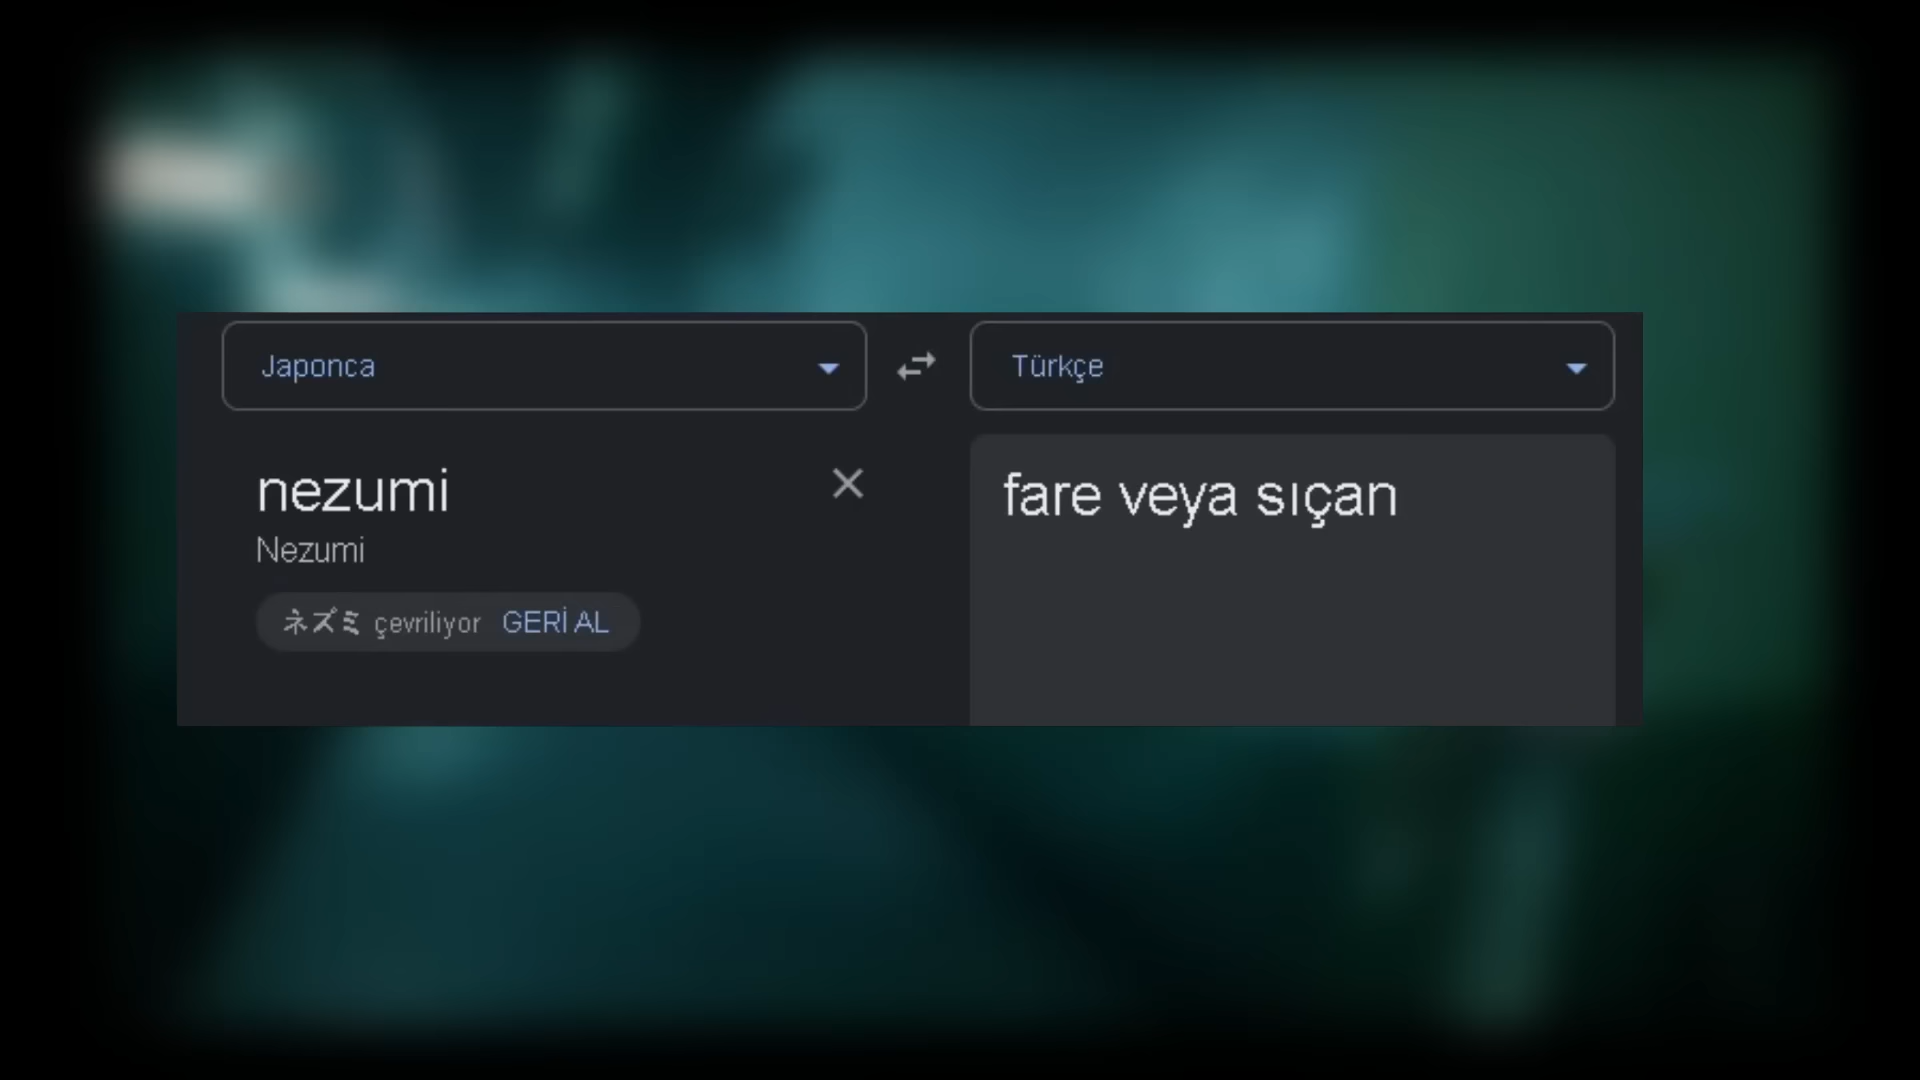 Japonca
Türkçe
nezumi
Nezumi
ネズミ çevriliyor GERİ AL
fare veya sıçan